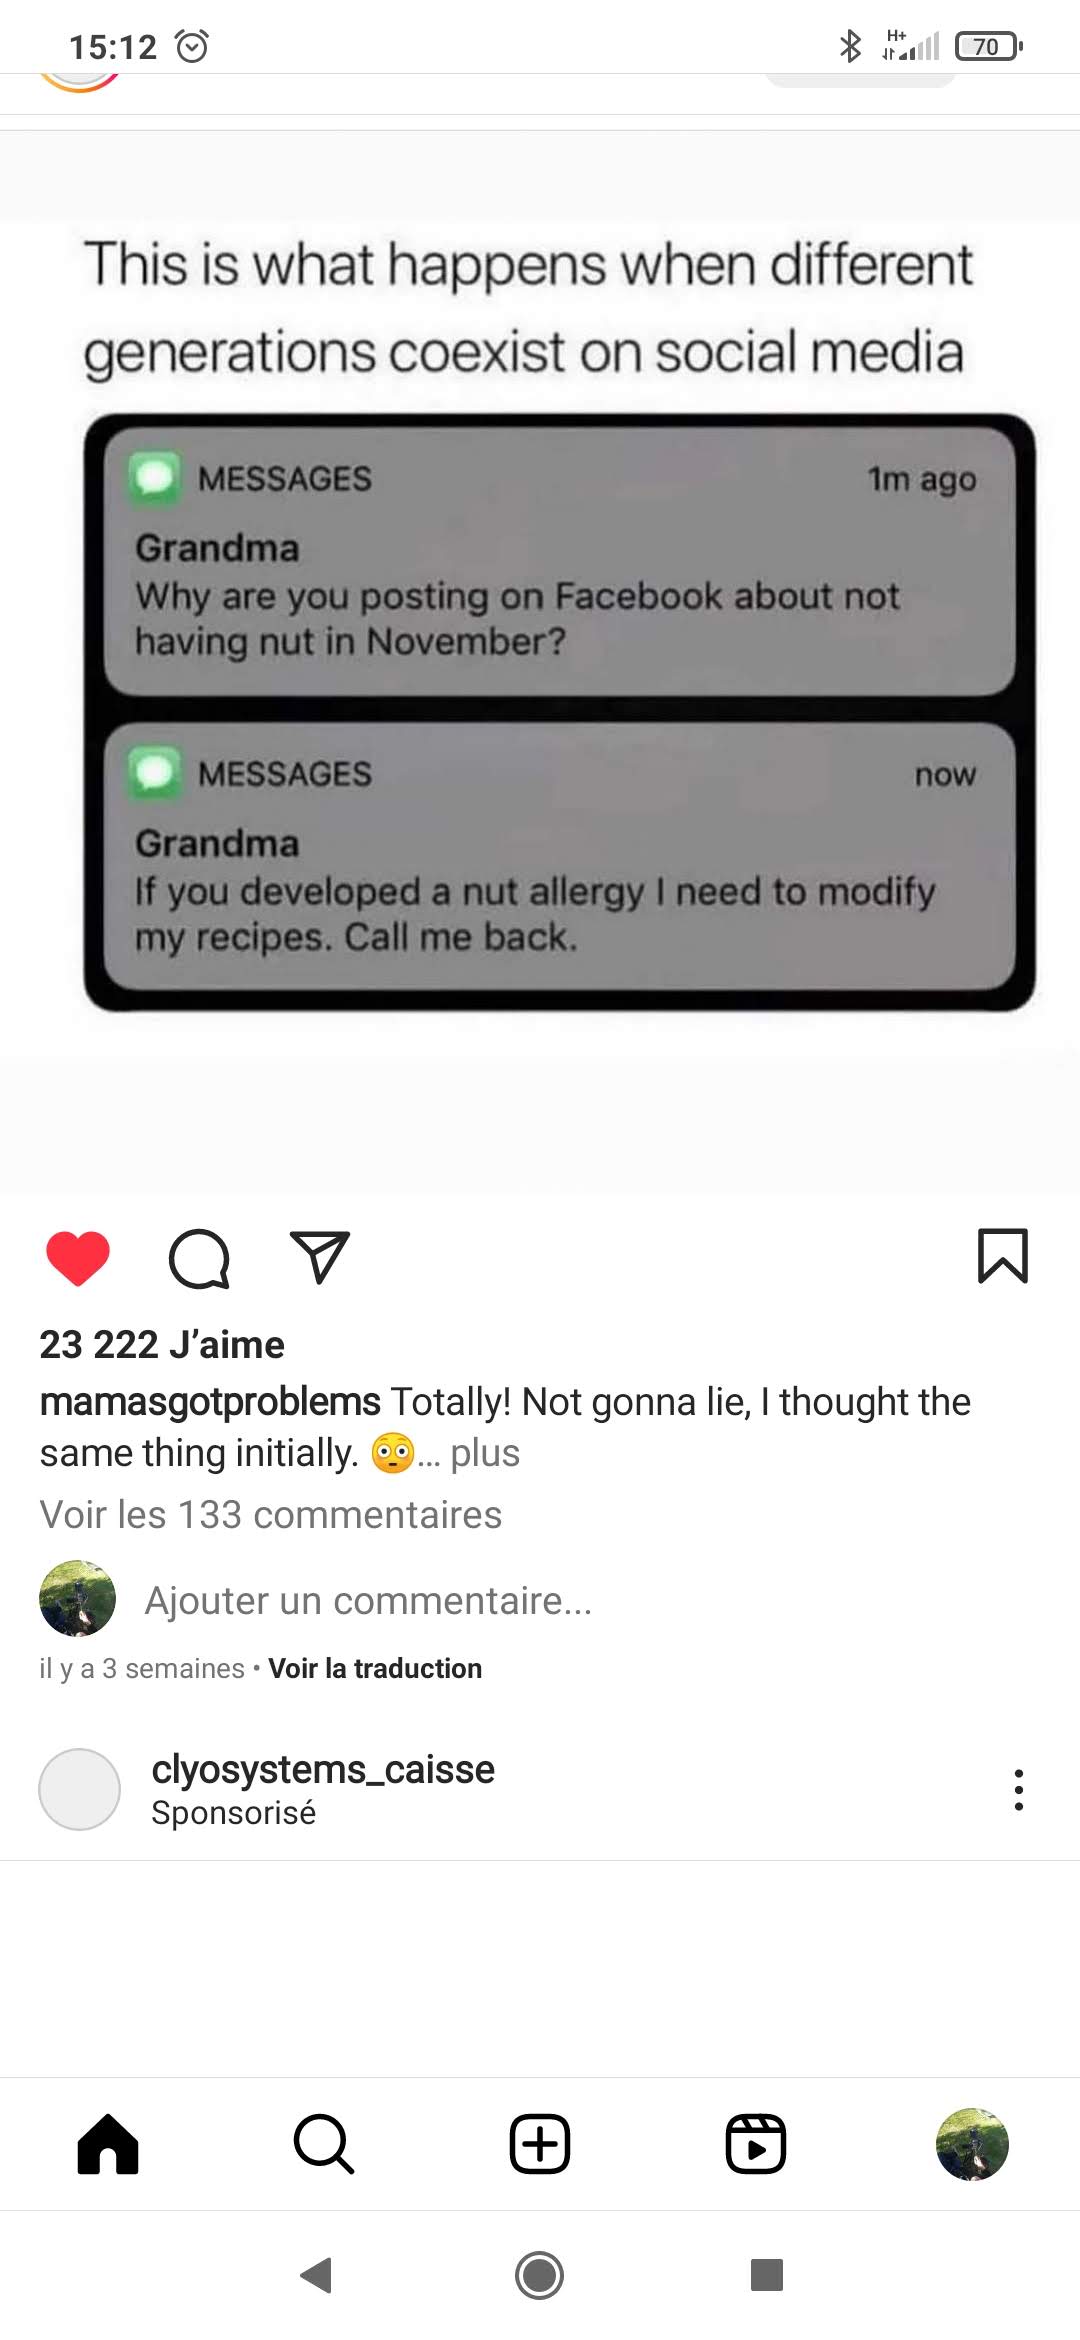 15:12
H+
70
This is what happens when different
generations coexist on social media
MESSAGES 1m ago
Grandma
Why are you posting on Facebook about not
having nut in November?
MESSAGES now
Grandma
If you developed a nut allergy I need to modify
my recipes. Call me back.
23 222 J’aime
mamasgotproblems Totally! Not gonna lie, I thought the
same thing initially. 😳... plus
Voir les 133 commentaires
Ajouter un commentaire...
il y a 3 semaines • Voir la traduction
clyosystems_caisse
Sponsorisé